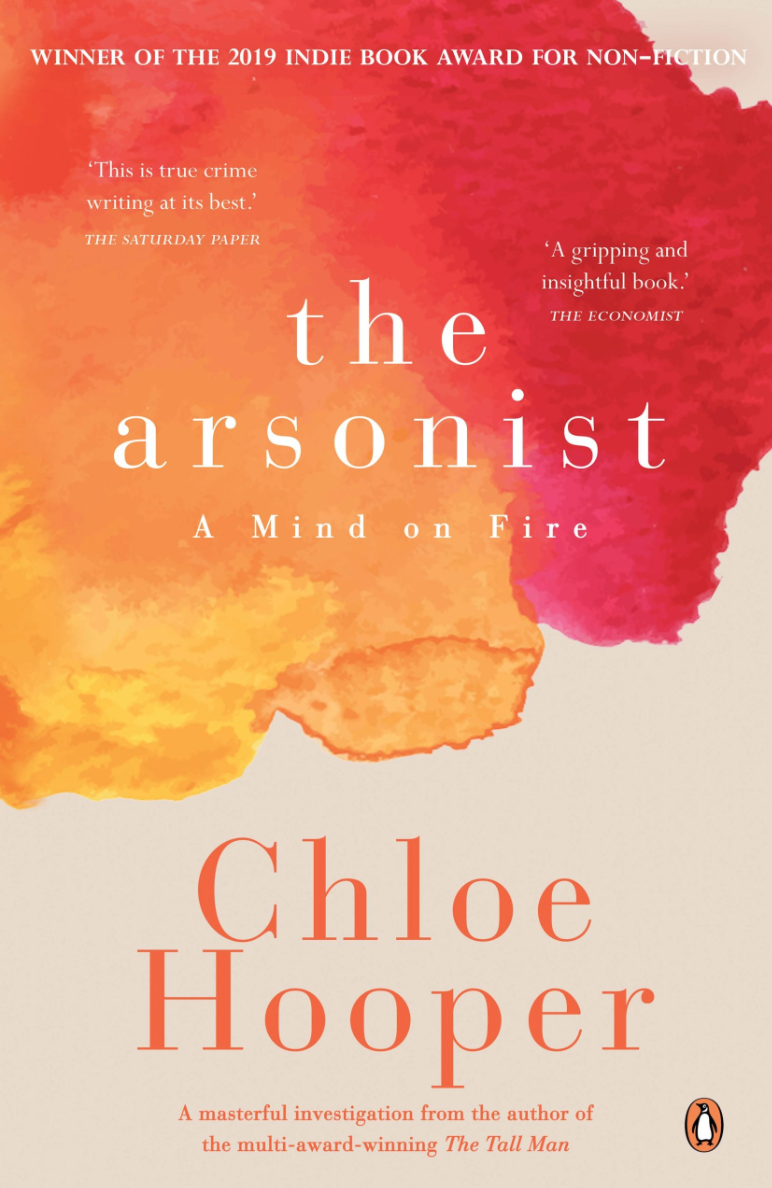 WINNER OF THE 2019 INDIE BOOK AWARD FOR NON–FICTION
‘This is true crime
writing at its best.’
THE SATURDAY PAPER
‘A gripping and
insightful book.’
THE ECONOMIST
the
arsonist
A Mind on Fire
Chloe
Hooper
A masterful investigation from the author of
the multi-award-winning The Tall Man